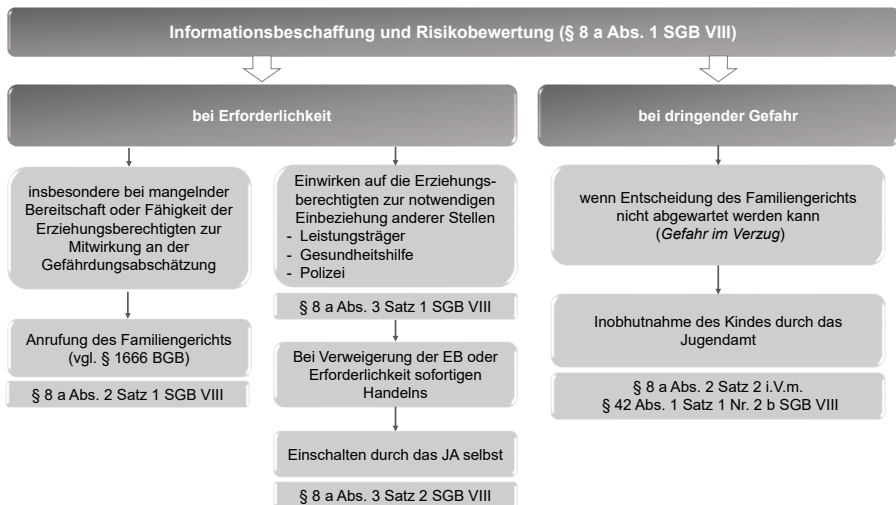 Informationsbeschaffung und Risikobewertung (§ 8 a Abs. 1 SGB VIII)
bei Erforderlichkeit
insbesondere bei mangelnder
Bereitschaft oder Fähigkeit der
Erziehungsberechtigten zur
Mitwirkung an der
Gefährdungsabschätzung
Anrufung des Familiengerichts
(vgl. § 1666 BGB)
§ 8 a Abs. 2 Satz 1 SGB VIII
Einwirken auf die Erziehungs-
berechtigten zur notwendigen
Einbeziehung anderer Stellen
- Leistungsträger
- Gesundheitshilfe
- Polizei
§ 8 a Abs. 3 Satz 1 SGB VIII
Bei Verweigerung der EB oder
Erforderlichkeit sofortigen
Handelns
Einschalten durch das JA selbst
§ 8 a Abs. 3 Satz 2 SGB VIII
bei dringender Gefahr
wenn Entscheidung des Familiengerichts
nicht abgewartet werden kann
(Gefahr im Verzug)
Inobhutnahme des Kindes durch das
Jugendamt
§ 8 a Abs. 2 Satz 2 i.V.m.
§ 42 Abs. 1 Satz 1 Nr. 2 b SGB VIII